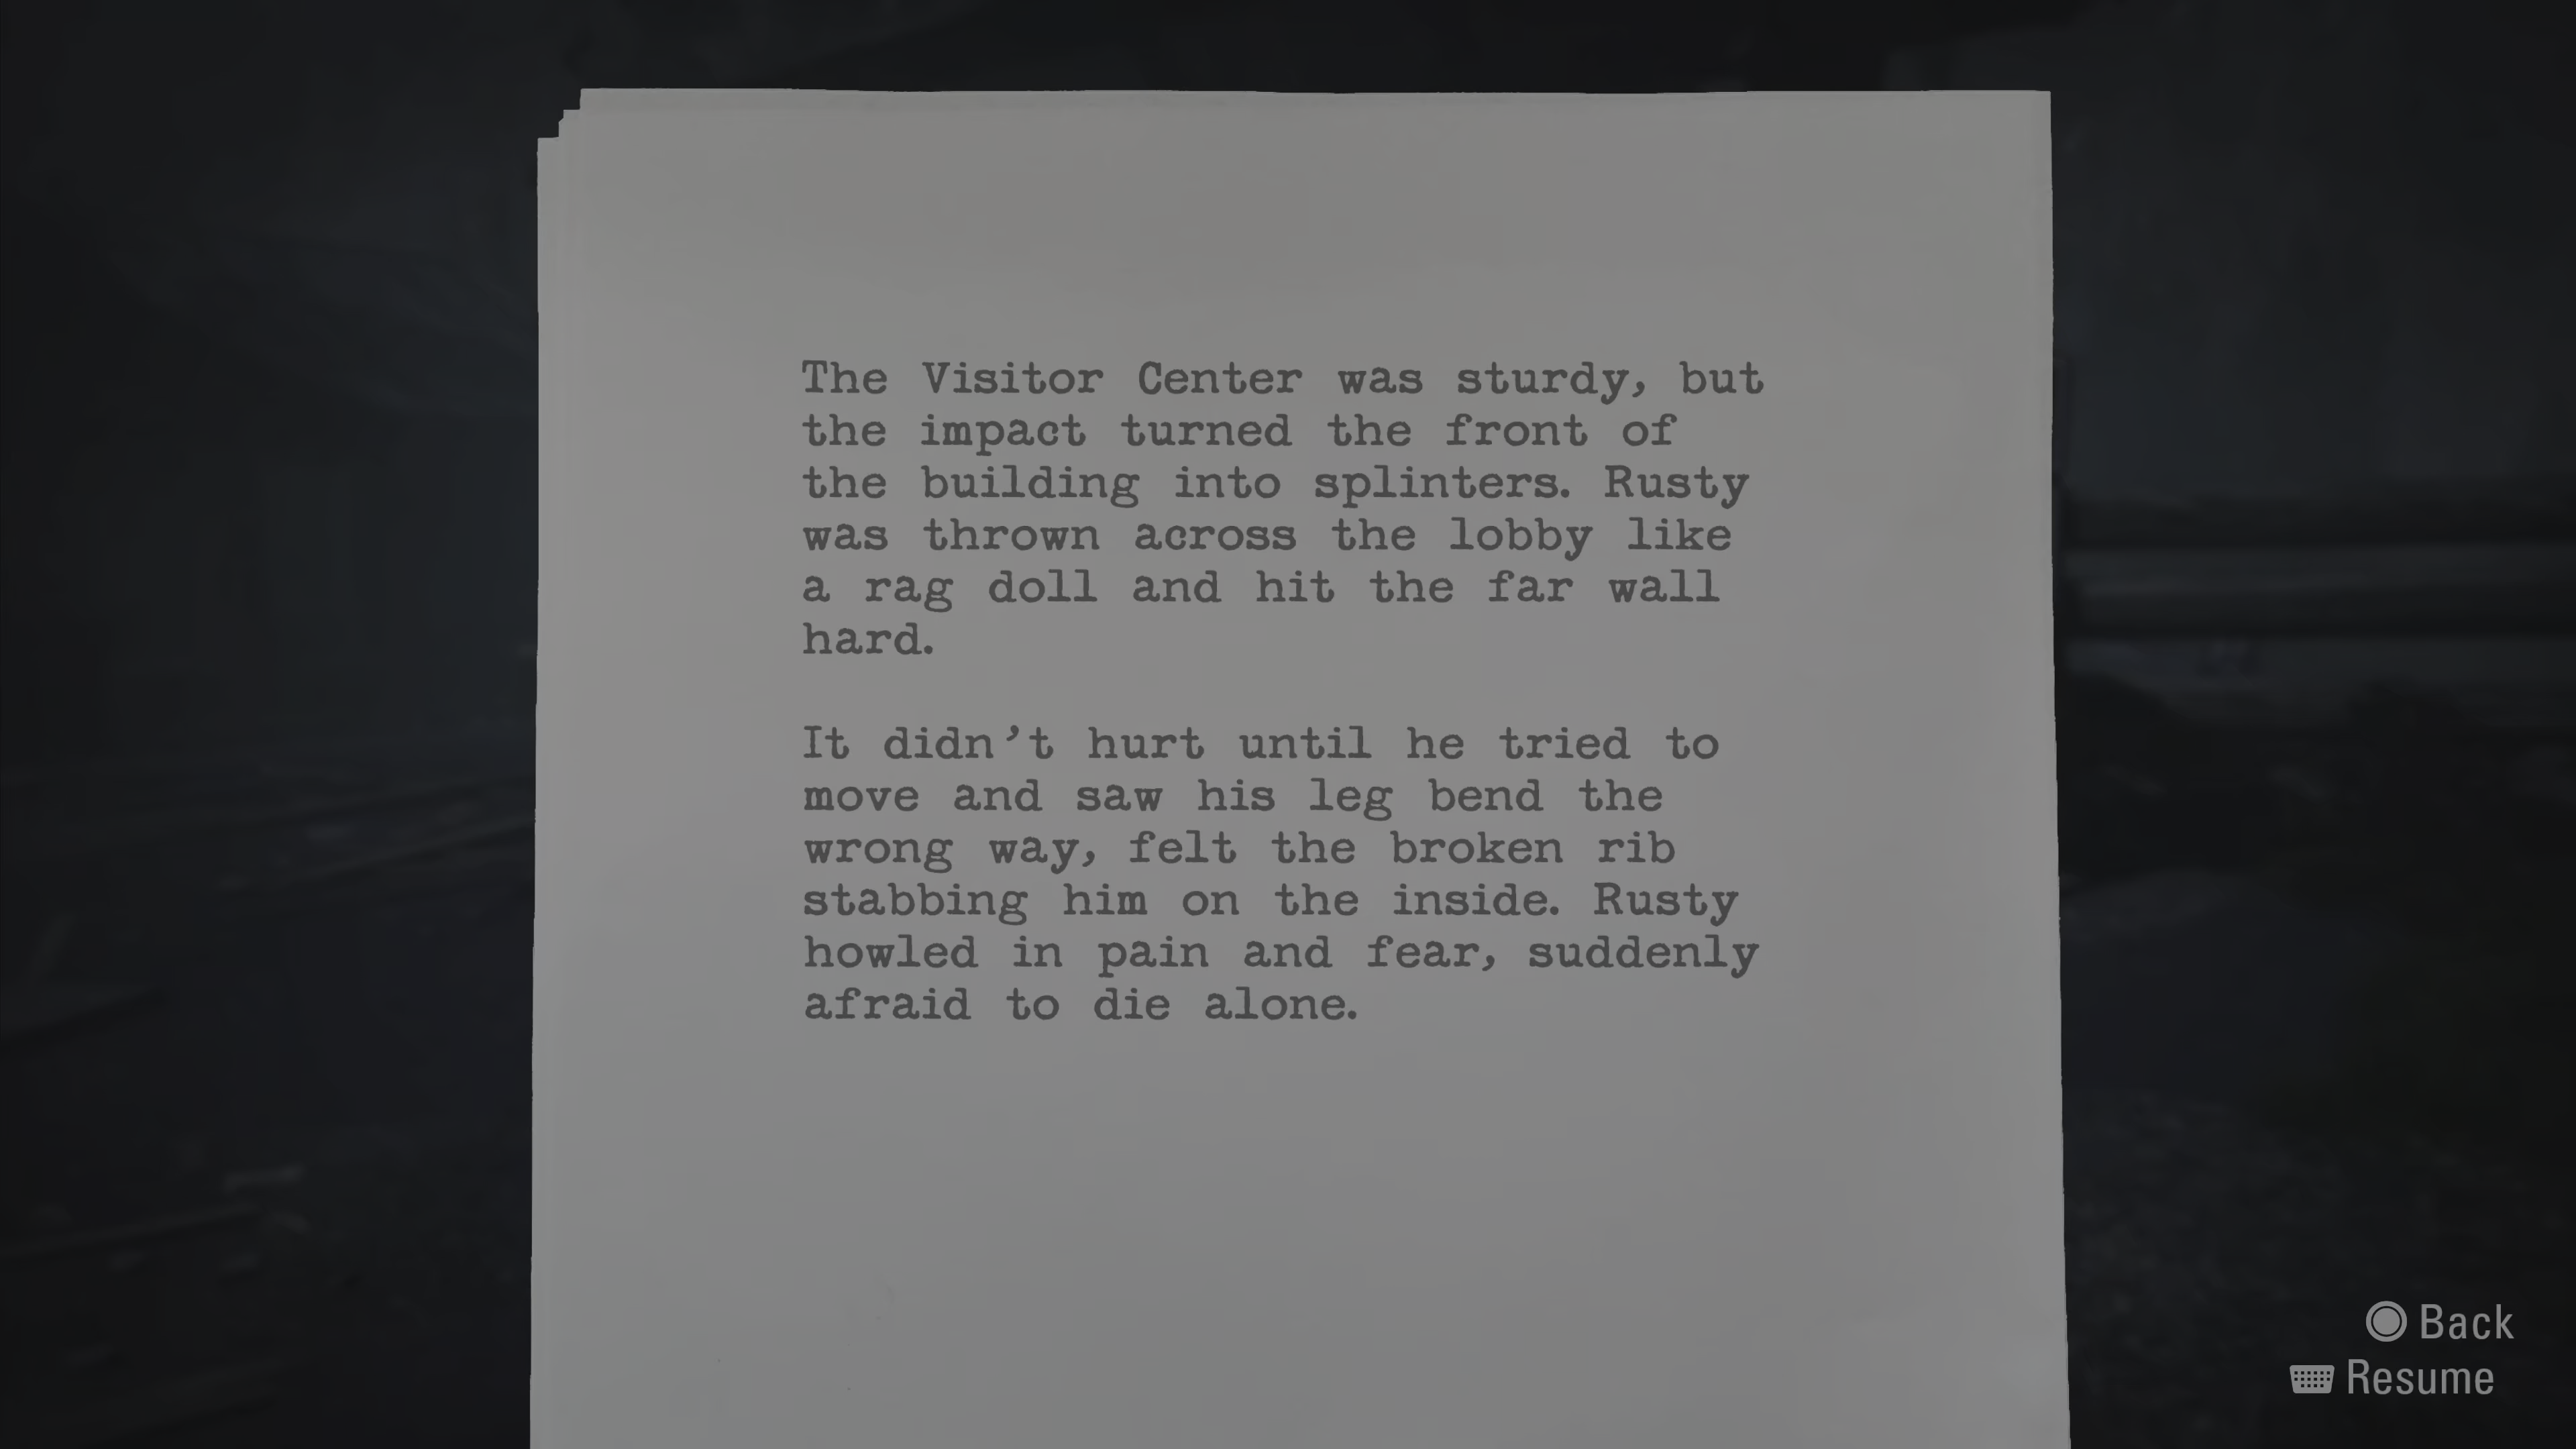 The Visitor Center was sturdy, but
the impact turned the front of
the building into splinters. Rusty
was thrown across the lobby like
a rag doll and hit the far wall
hard.
It didn’t hurt until he tried to
move and saw his leg bend the
wrong way, felt the broken rib
stabbing him on the inside. Rusty
howled in pain and fear, suddenly
afraid to die alone.
Back
Resume